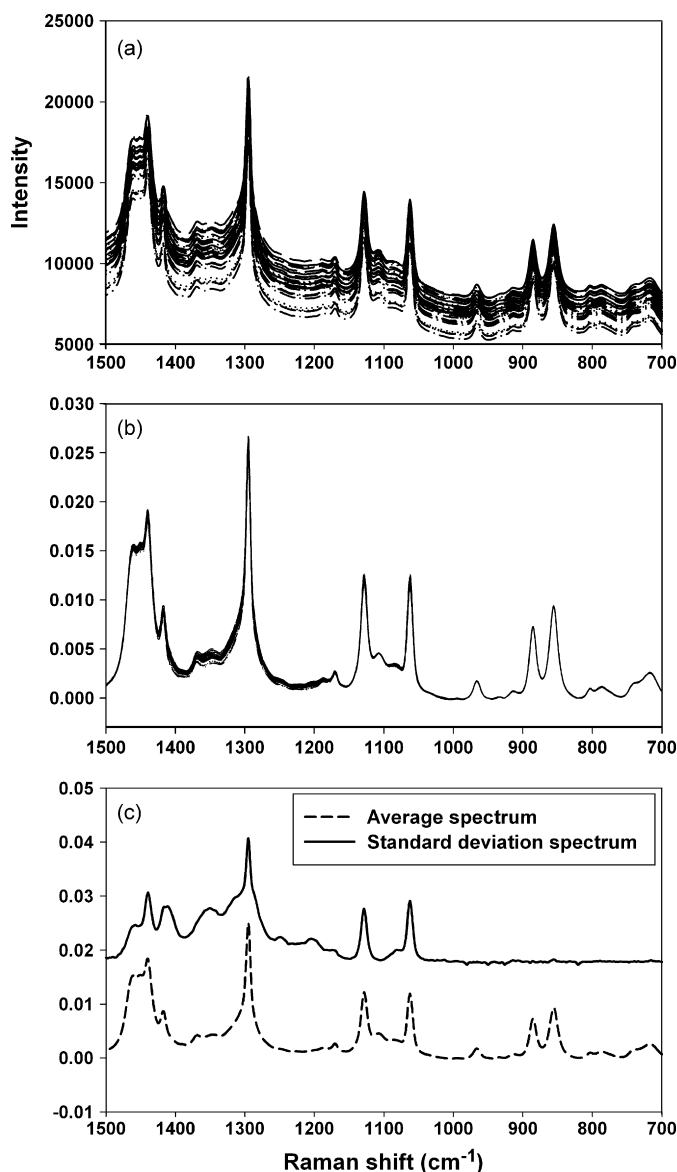 25000
(a)
20000
Intensity
15000
10000
5000
1500 1400 1300 1200 1100 1000 900 800 700
0.030
(b)
0.025
0.020
0.015
0.010
0.005
0.000
1500 1400 1300 1200 1100 1000 900 800 700
0.05
(c)
Average spectrum
0.04
Standard deviation spectrum
0.03
0.02
0.01
0.00
-0.01
1500 1400 1300 1200 1100 1000 900 800 700
Raman shift (cm⁻¹)